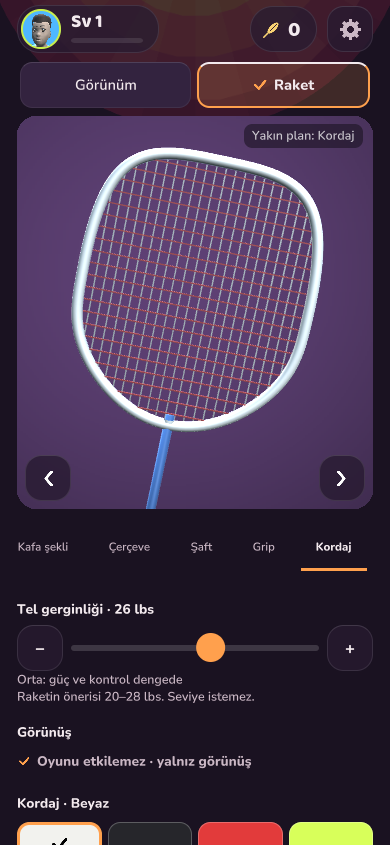 Sv 1
0
Görünüm
Raket
Yakın plan: Kordaj
Kafa şekli
Çerçeve
Şaft
Grip
Kordaj
Tel gerginliği · 26 lbs
Orta: güç ve kontrol dengede
Raketin önerisi 20–28 lbs. Seviye istemez.
Görünüş
Oyunu etkilemez · yalnız görünüş
Kordaj · Beyaz